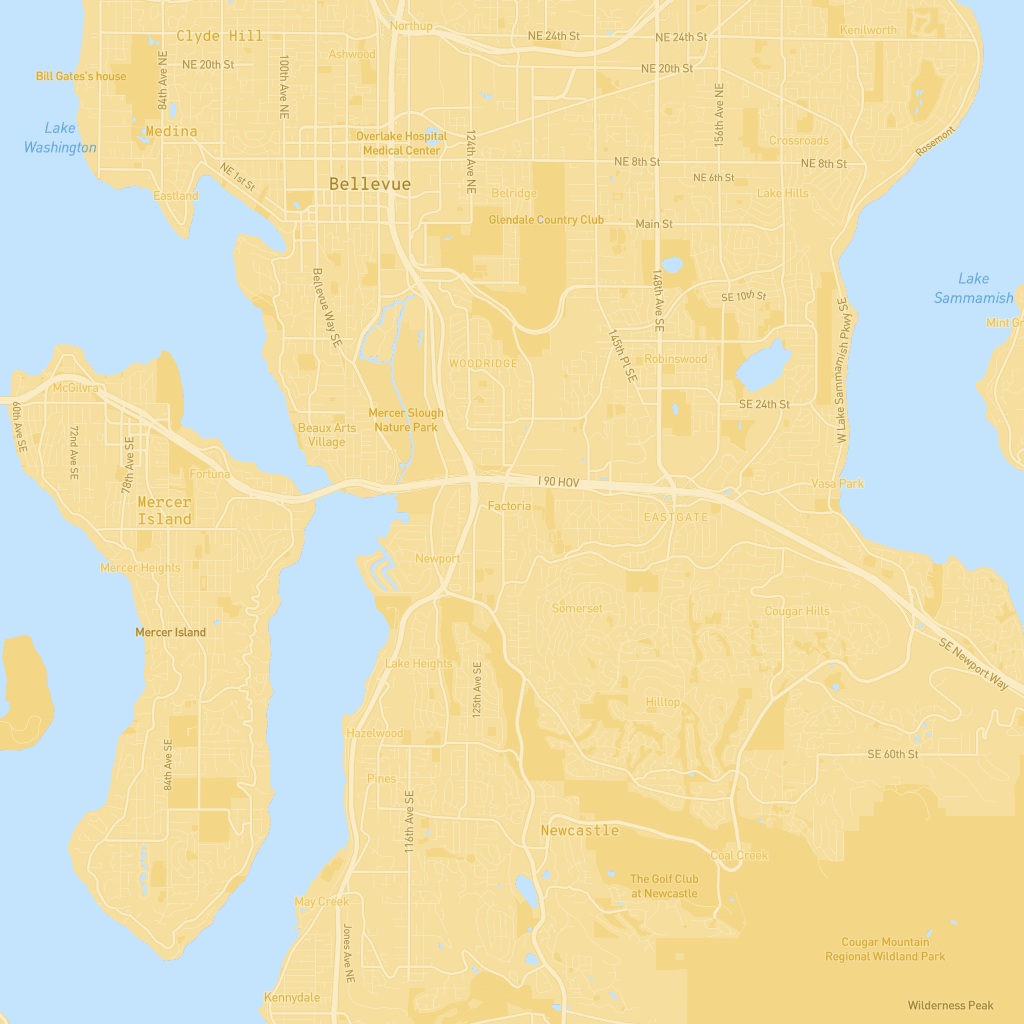 Northup
Kenilworth
Clyde Hill
NE 24th St
NE 24th St
Ashwood
NE 20th St
NE 20th St
Bill Gates's house
84th Ave NE
100th Ave NE
156th Ave NE
Lake
Washington
Medina
Overlake Hospital
Medical Center
124th Ave NE
Crossroads
Rosemont
NE 8th St
NE 8th St
NE 1st St
NE 6th St
Bellevue
Eastland
Belridge
Lake Hills
Glendale Country Club
Main St
Lake
Sammamish
Bellevue Way SE
148th Ave SE
SE 10th St
Mint Gr
W Lake Sammamish Pkwy SE
145th Pl SE
Robinswood
WOODRIDGE
McGilvra
60th Ave SE
72nd Ave SE
78th Ave SE
Beaux Arts
Village
Mercer Slough
Nature Park
SE 24th St
Fortuna
I 90 HOV
Vasa Park
Mercer
Island
Factoria
EASTGATE
Mercer Heights
Newport
Somerset
Cougar Hills
Mercer Island
SE Newport Way
Lake Heights
125th Ave SE
Hilltop
Hazelwood
84th Ave SE
SE 60th St
Pines
116th Ave SE
Newcastle
Coal Creek
The Golf Club
at Newcastle
May Creek
Jones Ave NE
Cougar Mountain
Regional Wildland Park
Kennydale
Wilderness Peak